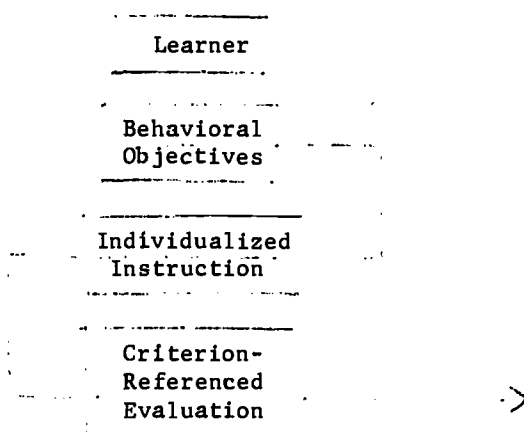 Learner
Behavioral
Objectives
Individualized
Instruction
Criterion-
Referenced
Evaluation